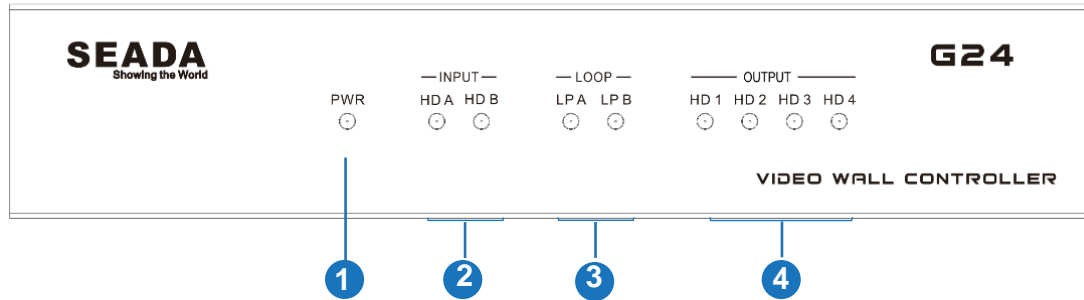 SEADA
Showing the World
G24
INPUT
LOOP
OUTPUT
PWR
HD A HD B
LP A LP B
HD 1 HD 2 HD 3 HD 4
VIDEO WALL CONTROLLER
1
2
3
4